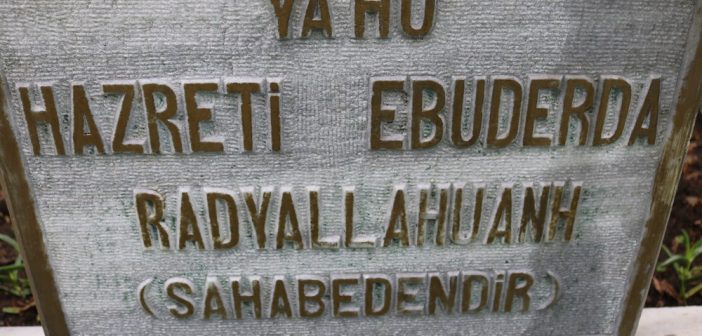 YA HU
HAZRETİ EBUDERDA
RADYALLAHUANH
(SAHABEDENDİR)